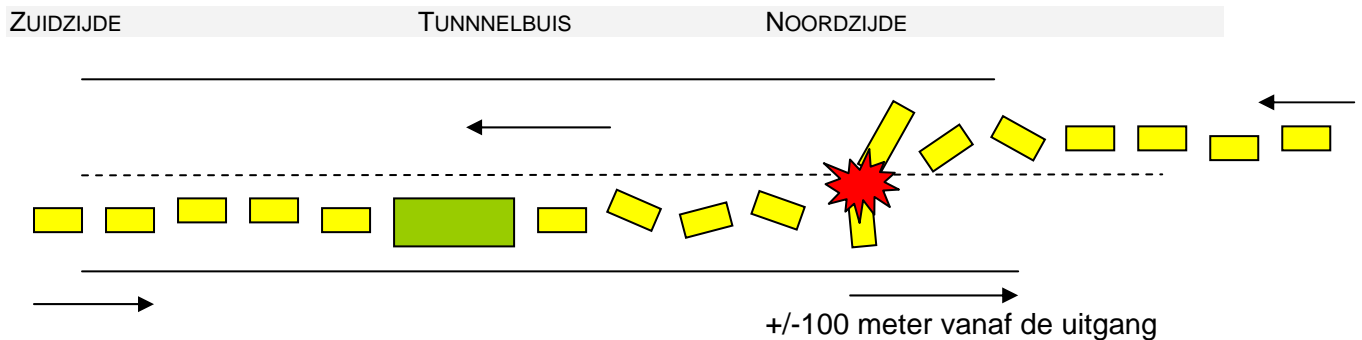 ZUIDZIJDE TUNNNELBUIS NOORDZIJDE
+/-100 meter vanaf de uitgang